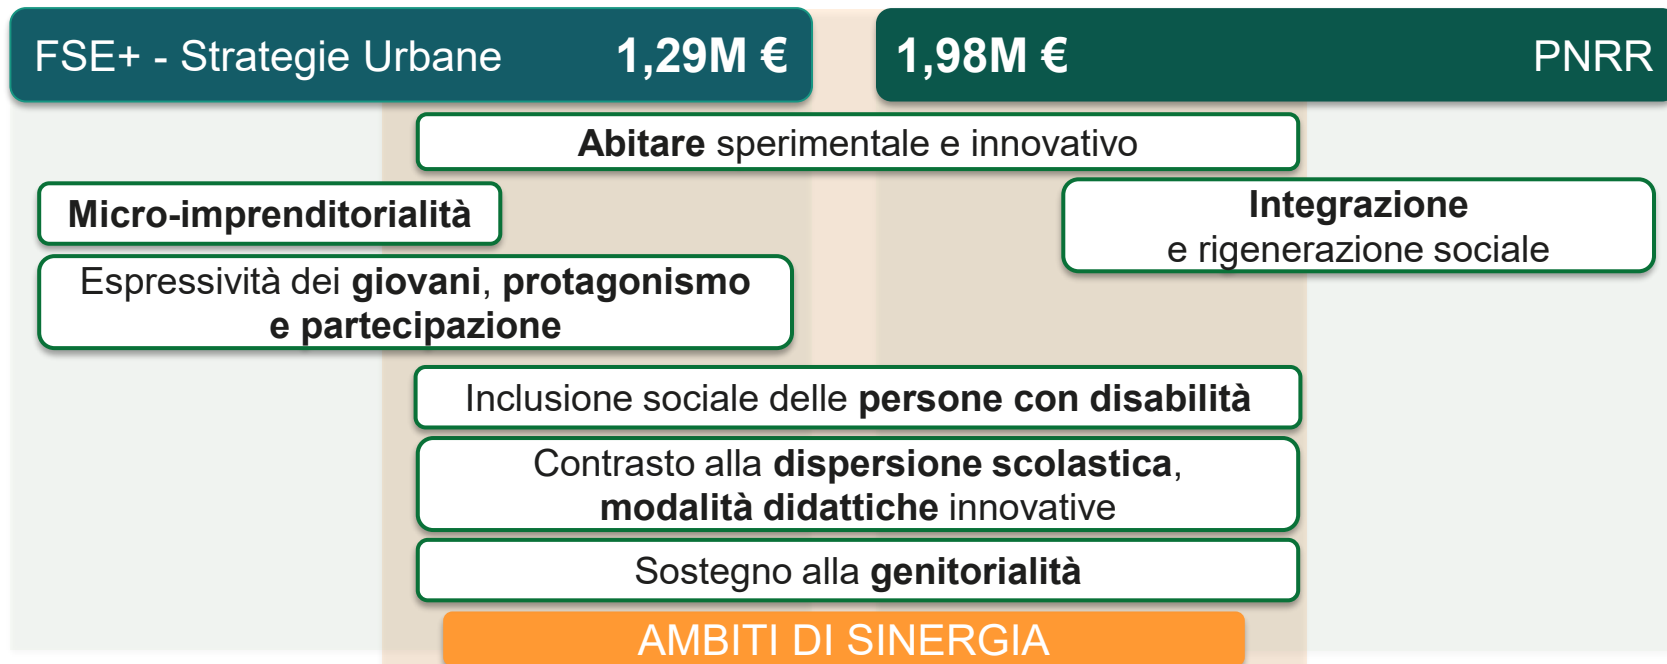 FSE+ - Strategie Urbane 1,29M €
1,98M € PNRR
Abitare sperimentale e innovativo
Micro-imprenditorialità
Integrazione
e rigenerazione sociale
Espressività dei giovani, protagonismo
e partecipazione
Inclusione sociale delle persone con disabilità
Contrasto alla dispersione scolastica,
modalità didattiche innovative
Sostegno alla genitorialità
AMBITI DI SINERGIA